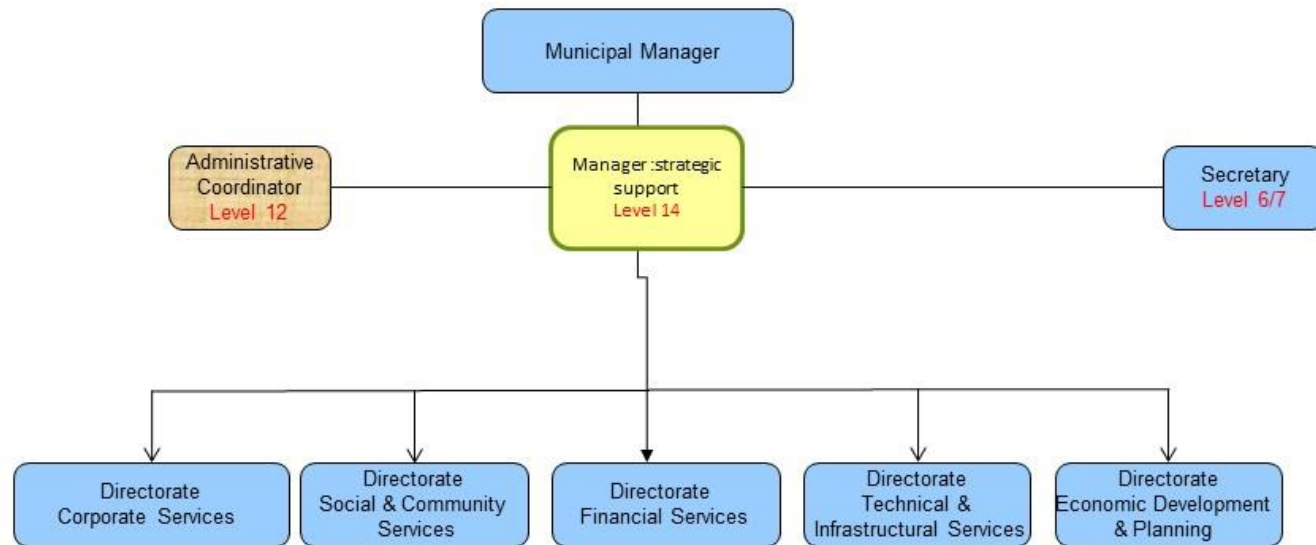 Municipal Manager
Administrative
Coordinator
Level 12
Manager :strategic
support
Level 14
Secretary
Level 6/7
Directorate
Corporate Services
Directorate
Social & Community
Services
Directorate
Financial Services
Directorate
Technical &
Infrastructural Services
Directorate
Economic Development
& Planning